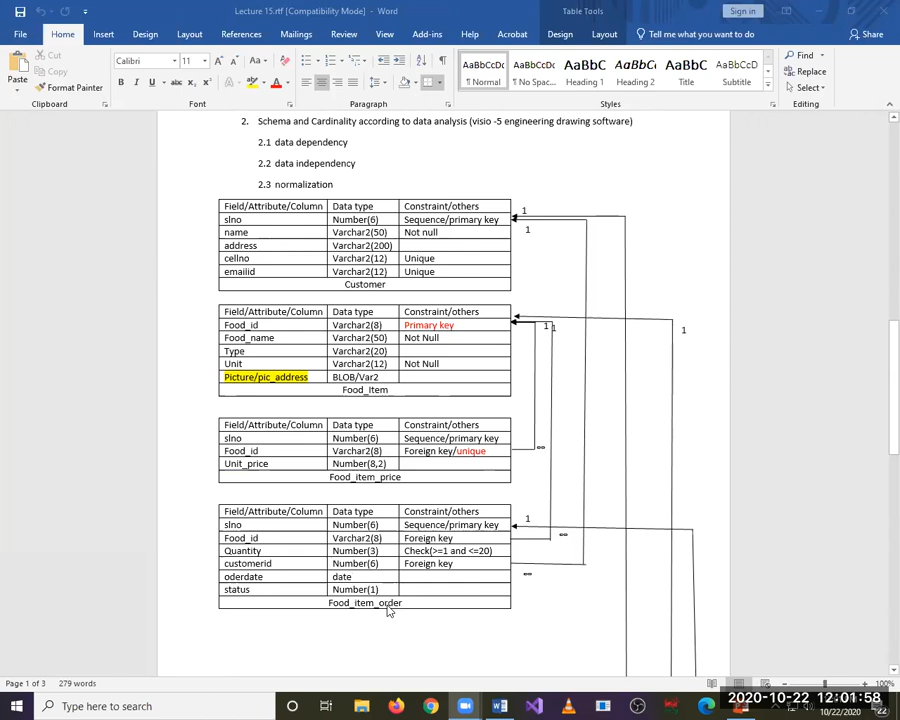 Lecture 15.rtf [Compatibility Mode] - Word
Table Tools
Sign in
File
Home
Insert
Design
Layout
References
Mailings
Review
View
Add-ins
Help
Acrobat
Design
Layout
Tell me what you want to do
Share
Paste
Cut
Copy
Format Painter
Clipboard
Calibri
11
Font
Paragraph
AaBbCcDc
¶ Normal
AaBbCcDc
¶ No Spac...
AaBbCc
Heading 1
AaBbCc
Heading 2
AaBbC
Title
AaBbCcD
Subtitle
Styles
Find
Replace
Select
Editing
2. Schema and Cardinality according to data analysis (visio -5 engineering drawing software)
2.1 data dependency
2.2 data independency
2.3 normalization
Field/Attribute/Column Data type Constraint/others
slno Number(6) Sequence/primary key
name Varchar2(50) Not null
address Varchar2(200)
cellno Varchar2(12) Unique
emailid Varchar2(12) Unique
Customer
1
1
Field/Attribute/Column Data type Constraint/others
Food_id Varchar2(8) Primary key
Food_name Varchar2(50) Not Null
Type Varchar2(20)
Unit Varchar2(12) Not Null
Picture/pic_address BLOB/Var2
Food_Item
1
1
1
Field/Attribute/Column Data type Constraint/others
slno Number(6) Sequence/primary key
Food_id Varchar2(8) Foreign key/unique
Unit_price Number(8,2)
Food_item_price
∞
Field/Attribute/Column Data type Constraint/others
slno Number(6) Sequence/primary key
Food_id Varchar2(8) Foreign key
Quantity Number(3) Check(>=1 and <=20)
customerid Number(6) Foreign key
oderdate date
status Number(1)
Food_item_order
1
∞
∞
Page 1 of 3
279 words
100%
Type here to search
2020-10-22 12:01:58
10/22/2020